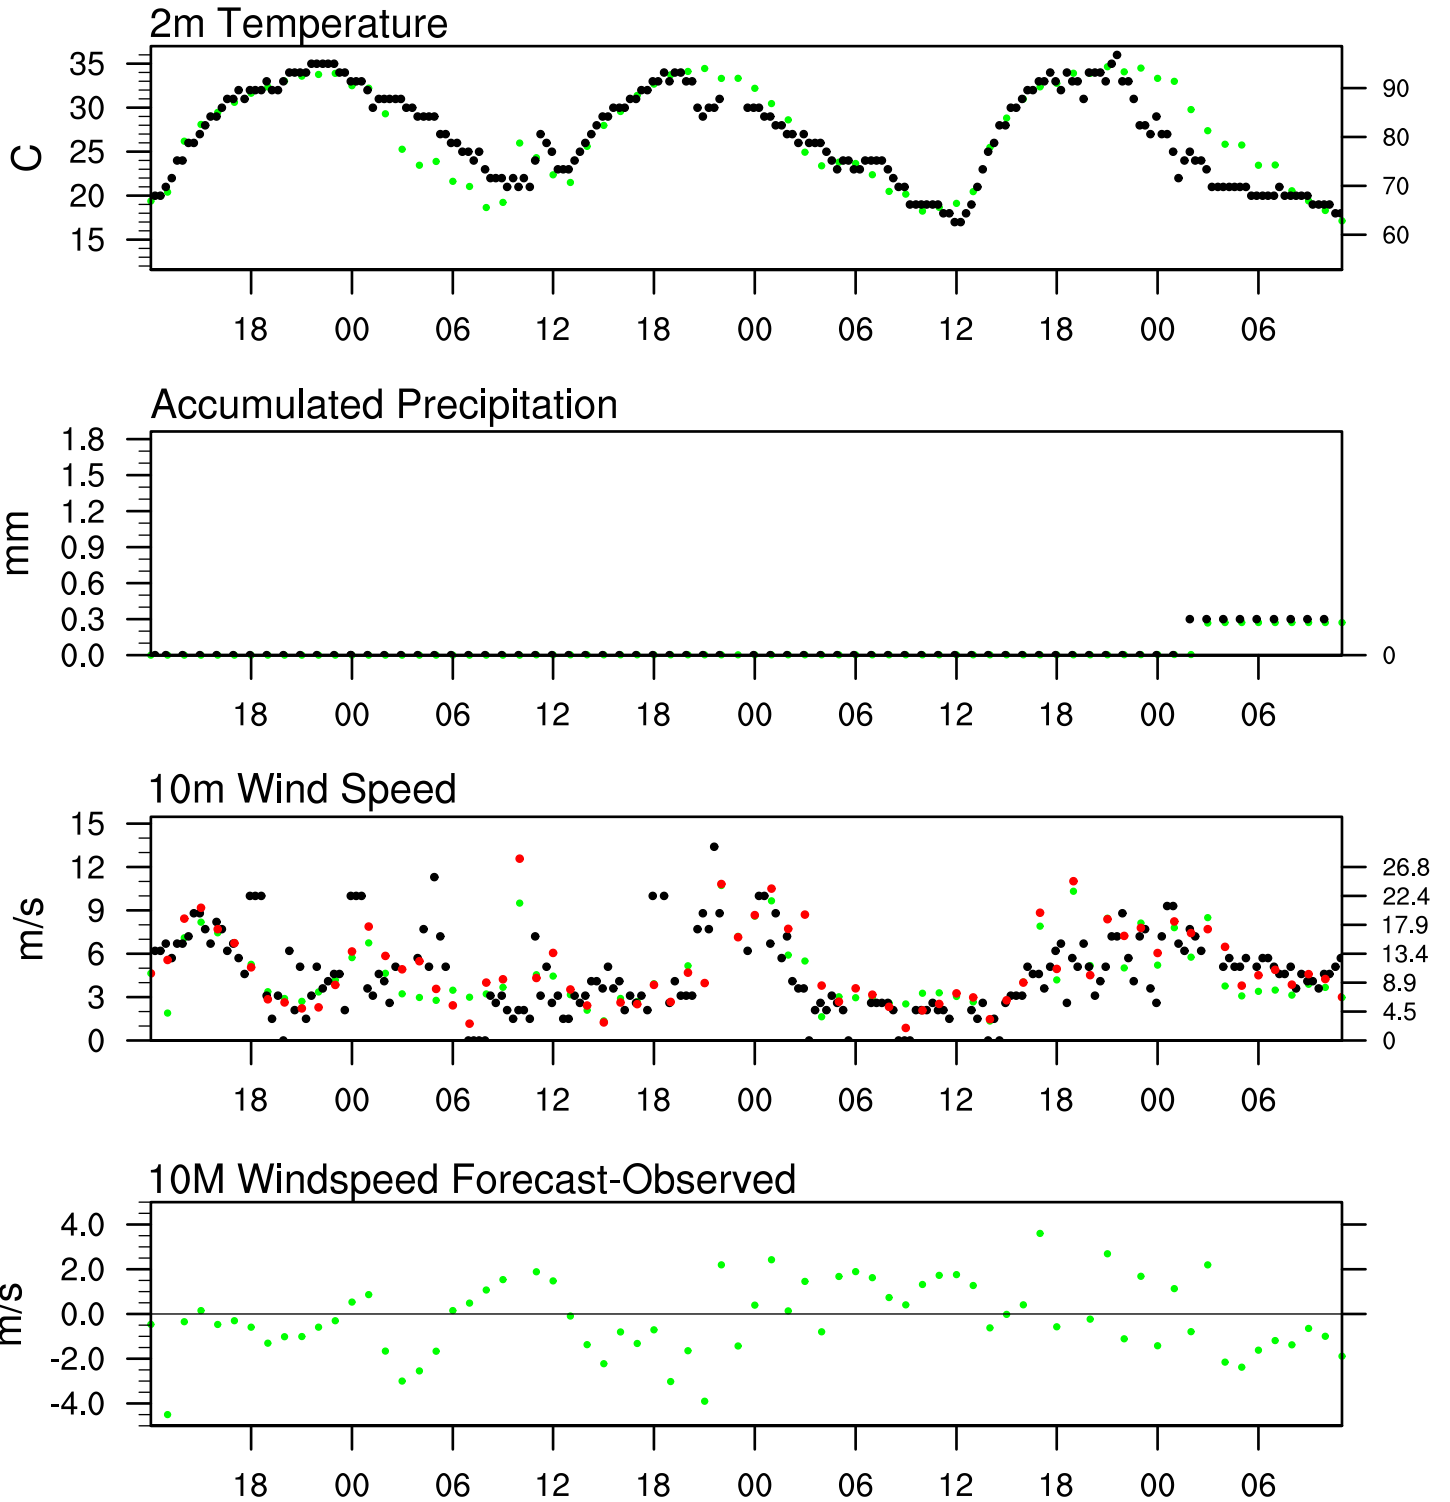 2m Temperature
35
30
25
20
15
C
90
80
70
60
18 00 06 12 18 00 06 12 18 00 06
Accumulated Precipitation
1.8
1.5
1.2
0.9
0.6
0.3
0.0
mm
0
18 00 06 12 18 00 06 12 18 00 06
10m Wind Speed
15
12
9
6
3
0
m/s
26.8
22.4
17.9
13.4
8.9
4.5
0
18 00 06 12 18 00 06 12 18 00 06
10M Windspeed Forecast-Observed
4.0
2.0
0.0
-2.0
-4.0
m/s
18 00 06 12 18 00 06 12 18 00 06